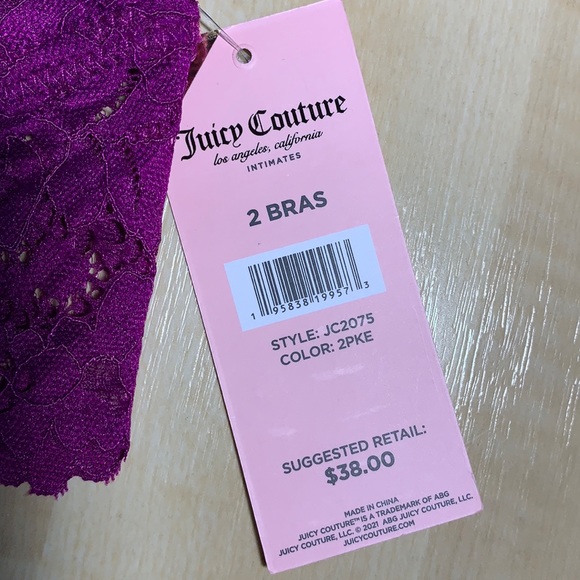 Juicy Couture
los angeles, california
INTIMATES
2 BRAS
1 95838 19957 3
STYLE: JC2075
COLOR: 2PKE
SUGGESTED RETAIL:
$38.00
MADE IN CHINA
JUICY COUTURE™ IS A TRADEMARK OF ABG
JUICY COUTURE, LLC. © 2021 ABG JUICY COUTURE, LLC.
JUICYCOUTURE.COM